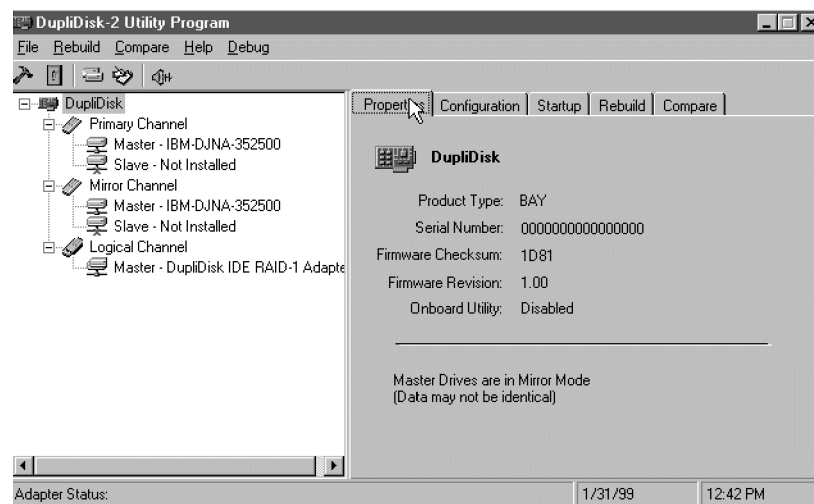 DupliDisk-2 Utility Program
File Rebuild Compare Help Debug
DupliDisk
Primary Channel
Master - IBM-DJNA-352500
Slave - Not Installed
Mirror Channel
Master - IBM-DJNA-352500
Slave - Not Installed
Logical Channel
Master - DupliDisk IDE RAID-1 Adapte
Properties Configuration Startup Rebuild Compare
DupliDisk
Product Type: BAY
Serial Number: 0000000000000000
Firmware Checksum: 1D81
Firmware Revision: 1.00
Onboard Utility: Disabled
Master Drives are in Mirror Mode
(Data may not be identical)
Adapter Status: 1/31/99 12:42 PM